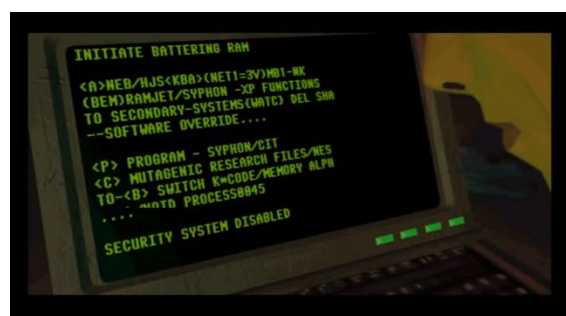 INITIATE BATTERING RAM
<A>NEB/HJS<KBA>(NET1=3V)MB1-NK
(BEM)RAMJET/SYPHON -XP FUNCTIONS
TO SECONDARY-SYSTEMS(WATC) DEL SHA
--SOFTWARE OVERRIDE....
<P> PROGRAM - SYPHON/CIT
<C> MUTAGENIC RESEARCH FILES/NES
TO-<B> SWITCH K=CODE/MEMORY ALPH
PROCESS0045
....
SECURITY SYSTEM DISABLED